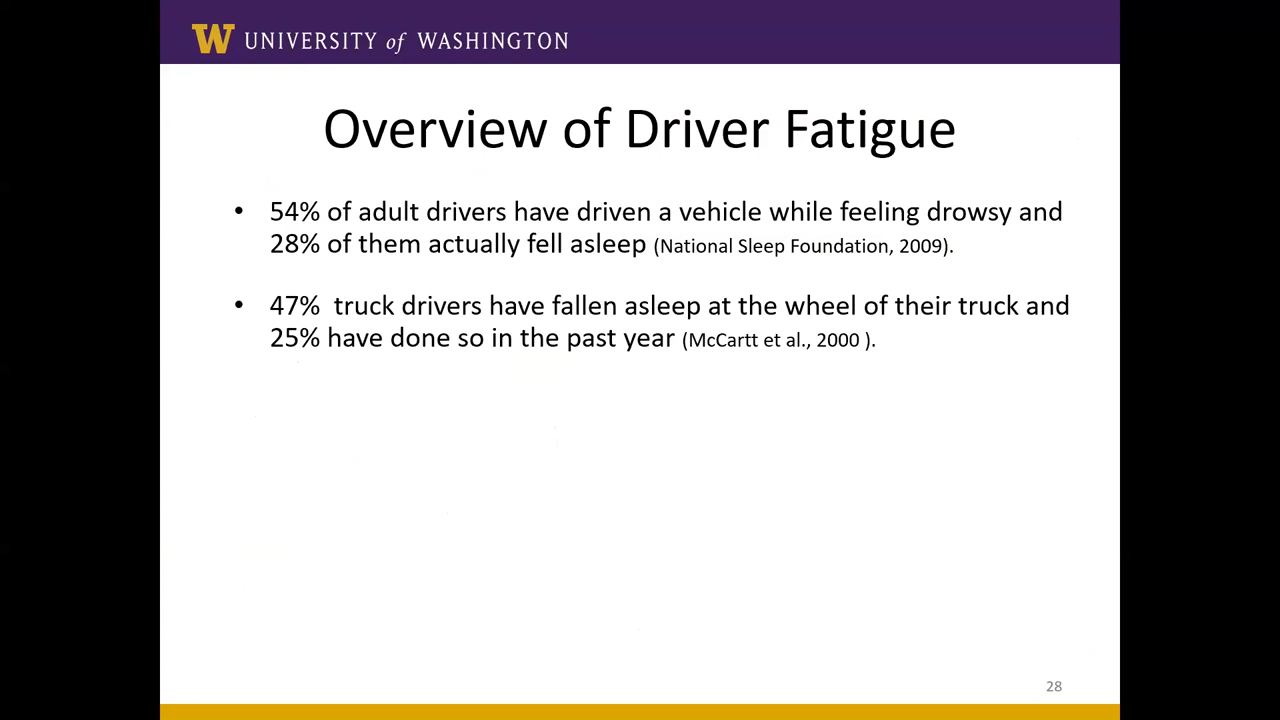 W UNIVERSITY of WASHINGTON
Overview of Driver Fatigue
• 54% of adult drivers have driven a vehicle while feeling drowsy and
28% of them actually fell asleep (National Sleep Foundation, 2009).
• 47%  truck drivers have fallen asleep at the wheel of their truck and
25% have done so in the past year (McCartt et al., 2000 ).
28